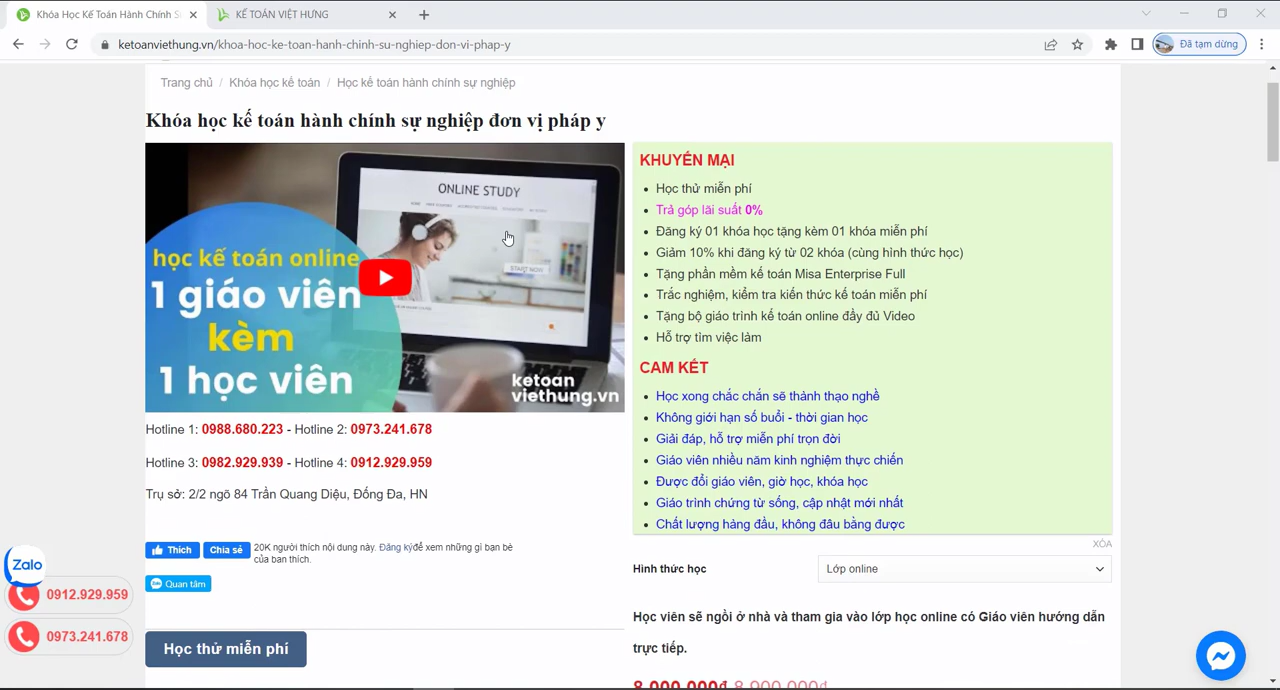 Khóa Học Kế Toán Hành Chính S
KẾ TOÁN VIỆT HƯNG
ketoanviethung.vn/khoa-hoc-ke-toan-hanh-chinh-su-nghiep-don-vi-phap-y
Đã tạm dừng
Trang chủ / Khóa học kế toán / Học kế toán hành chính sự nghiệp
Khóa học kế toán hành chính sự nghiệp đơn vị pháp y
ONLINE STUDY
START NOW
học kế toán online
1 giáo viên
kèm
1 học viên
ketoan
viethung.vn
Hotline 1: 0988.680.223 - Hotline 2: 0973.241.678
Hotline 3: 0982.929.939 - Hotline 4: 0912.929.959
Trụ sở: 2/2 ngõ 84 Trần Quang Diệu, Đống Đa, HN
Thích
Chia sẻ
20K người thích nội dung này. Đăng ký để xem những gì bạn bè
của bạn thích.
Zalo
Quan tâm
0912.929.959
0973.241.678
Học thử miễn phí
KHUYẾN MẠI
Học thử miễn phí
Trả góp lãi suất 0%
Đăng ký 01 khóa học tặng kèm 01 khóa miễn phí
Giảm 10% khi đăng ký từ 02 khóa (cùng hình thức học)
Tặng phần mềm kế toán Misa Enterprise Full
Trắc nghiệm, kiểm tra kiến thức kế toán miễn phí
Tặng bộ giáo trình kế toán online đầy đủ Video
Hỗ trợ tìm việc làm
CAM KẾT
Học xong chắc chắn sẽ thành thạo nghề
Không giới hạn số buổi - thời gian học
Giải đáp, hỗ trợ miễn phí trọn đời
Giáo viên nhiều năm kinh nghiệm thực chiến
Được đổi giáo viên, giờ học, khóa học
Giáo trình chứng từ sống, cập nhật mới nhất
Chất lượng hàng đầu, không đâu bằng được
XÓA
Hình thức học
Lớp online
Học viên sẽ ngồi ở nhà và tham gia vào lớp học online có Giáo viên hướng dẫn
trực tiếp.
8.000.000₫ 8.900.000₫